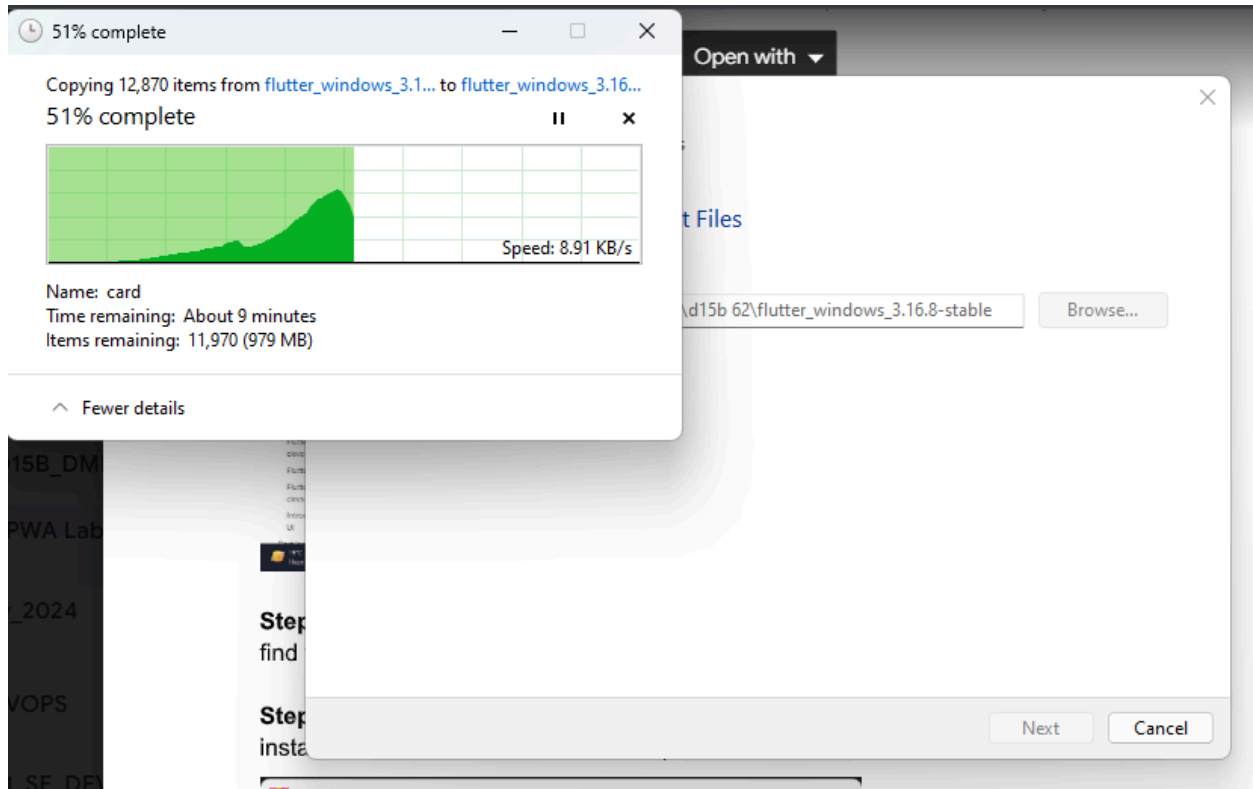 51% complete
Open with
Copying 12,870 items from flutter_windows_3.1... to flutter_windows_3.16...
51% complete
Speed: 8.91 KB/s
t Files
Name: card
Time remaining: About 9 minutes
Items remaining: 11,970 (979 MB)
\d15b 62\flutter_windows_3.16.8-stable
Browse...
Fewer details
15B_DM
PWA Lab
_2024
Step
find
VOPS
Step
insta
Next
Cancel
SE_DEV